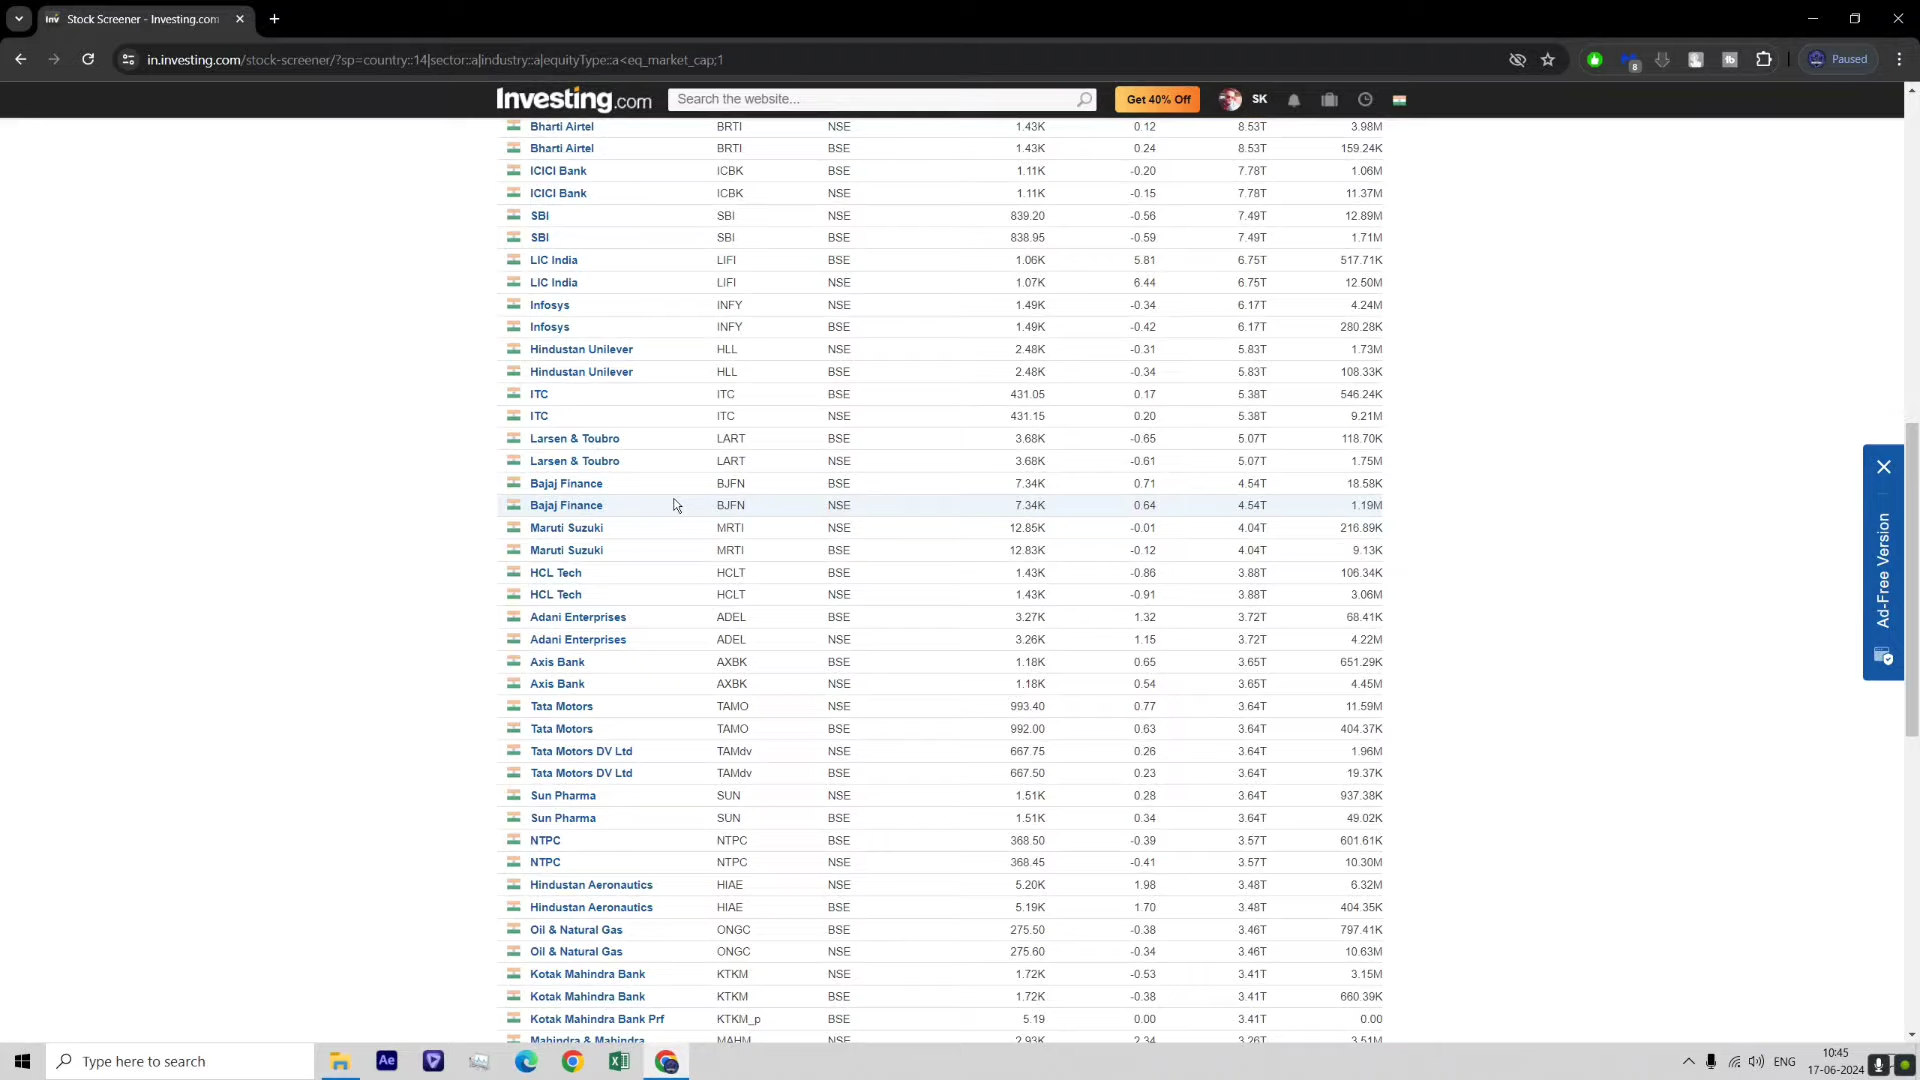 Stock Screener - Investing.com
in.investing.com/stock-screener/?sp=country::14|sector::a|industry::a|equityType::a<eq_market_cap;1
8
Paused
Investing.com Search the website... Get 40% Off SK
Bharti Airtel BRTI NSE 1.43K 0.12 8.53T 3.98M
Bharti Airtel BRTI BSE 1.43K 0.24 8.53T 159.24K
ICICI Bank ICBK BSE 1.11K -0.20 7.78T 1.06M
ICICI Bank ICBK NSE 1.11K -0.15 7.78T 11.37M
SBI SBI NSE 839.20 -0.56 7.49T 12.89M
SBI SBI BSE 838.95 -0.59 7.49T 1.71M
LIC India LIFI BSE 1.06K 5.81 6.75T 517.71K
LIC India LIFI NSE 1.07K 6.44 6.75T 12.50M
Infosys INFY NSE 1.49K -0.34 6.17T 4.24M
Infosys INFY BSE 1.49K -0.42 6.17T 280.28K
Hindustan Unilever HLL NSE 2.48K -0.31 5.83T 1.73M
Hindustan Unilever HLL BSE 2.48K -0.34 5.83T 108.33K
ITC ITC BSE 431.05 0.17 5.38T 546.24K
ITC ITC NSE 431.15 0.20 5.38T 9.21M
Larsen & Toubro LART BSE 3.68K -0.65 5.07T 118.70K
Larsen & Toubro LART NSE 3.68K -0.61 5.07T 1.75M
Bajaj Finance BJFN BSE 7.34K 0.71 4.54T 18.58K
Bajaj Finance BJFN NSE 7.34K 0.64 4.54T 1.19M
Maruti Suzuki MRTI NSE 12.85K -0.01 4.04T 216.89K
Maruti Suzuki MRTI BSE 12.83K -0.12 4.04T 9.13K
HCL Tech HCLT BSE 1.43K -0.86 3.88T 106.34K
HCL Tech HCLT NSE 1.43K -0.91 3.88T 3.06M
Adani Enterprises ADEL BSE 3.27K 1.32 3.72T 68.41K
Adani Enterprises ADEL NSE 3.26K 1.15 3.72T 4.22M
Axis Bank AXBK BSE 1.18K 0.65 3.65T 651.29K
Axis Bank AXBK NSE 1.18K 0.54 3.65T 4.45M
Tata Motors TAMO NSE 993.40 0.77 3.64T 11.59M
Tata Motors TAMO BSE 992.00 0.63 3.64T 404.37K
Tata Motors DV Ltd TAMdv NSE 667.75 0.26 3.64T 1.96M
Tata Motors DV Ltd TAMdv BSE 667.50 0.23 3.64T 19.37K
Sun Pharma SUN NSE 1.51K 0.28 3.64T 937.38K
Sun Pharma SUN BSE 1.51K 0.34 3.64T 49.02K
NTPC NTPC BSE 368.50 -0.39 3.57T 601.61K
NTPC NTPC NSE 368.45 -0.41 3.57T 10.30M
Hindustan Aeronautics HIAE NSE 5.20K 1.98 3.48T 6.32M
Hindustan Aeronautics HIAE BSE 5.19K 1.70 3.48T 404.35K
Oil & Natural Gas ONGC BSE 275.50 -0.38 3.46T 797.41K
Oil & Natural Gas ONGC NSE 275.60 -0.34 3.46T 10.63M
Kotak Mahindra Bank KTKM NSE 1.72K -0.53 3.41T 3.15M
Kotak Mahindra Bank KTKM BSE 1.72K -0.38 3.41T 660.39K
Kotak Mahindra Bank Prf KTKM_p BSE 5.19 0.00 3.41T 0.00
Mahindra & Mahindra MAHM NSE 2.93K 2.34 3.26T 3.51M
Ad-Free Version
Type here to search
Ae
ENG
10:45
17-06-2024